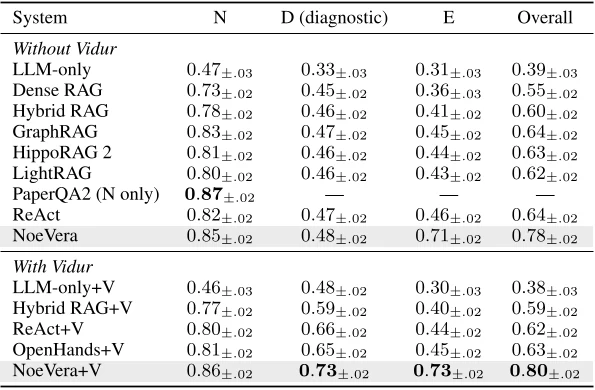 System N D (diagnostic) E Overall
Without Vidur
LLM-only 0.47±.03 0.33±.03 0.31±.03 0.39±.03
Dense RAG 0.73±.02 0.45±.02 0.36±.03 0.55±.02
Hybrid RAG 0.78±.02 0.46±.02 0.41±.02 0.60±.02
GraphRAG 0.83±.02 0.47±.02 0.45±.02 0.64±.02
HippoRAG 2 0.81±.02 0.46±.02 0.44±.02 0.63±.02
LightRAG 0.80±.02 0.46±.02 0.43±.02 0.62±.02
PaperQA2 (N only) 0.87±.02 — — —
ReAct 0.82±.02 0.47±.02 0.46±.02 0.64±.02
NoeVera 0.85±.02 0.48±.02 0.71±.02 0.78±.02
With Vidur
LLM-only+V 0.46±.03 0.48±.02 0.30±.03 0.38±.03
Hybrid RAG+V 0.77±.02 0.59±.02 0.40±.02 0.59±.02
ReAct+V 0.80±.02 0.66±.02 0.44±.02 0.62±.02
OpenHands+V 0.81±.02 0.65±.02 0.45±.02 0.63±.02
NoeVera+V 0.86±.02 0.73±.02 0.73±.02 0.80±.02